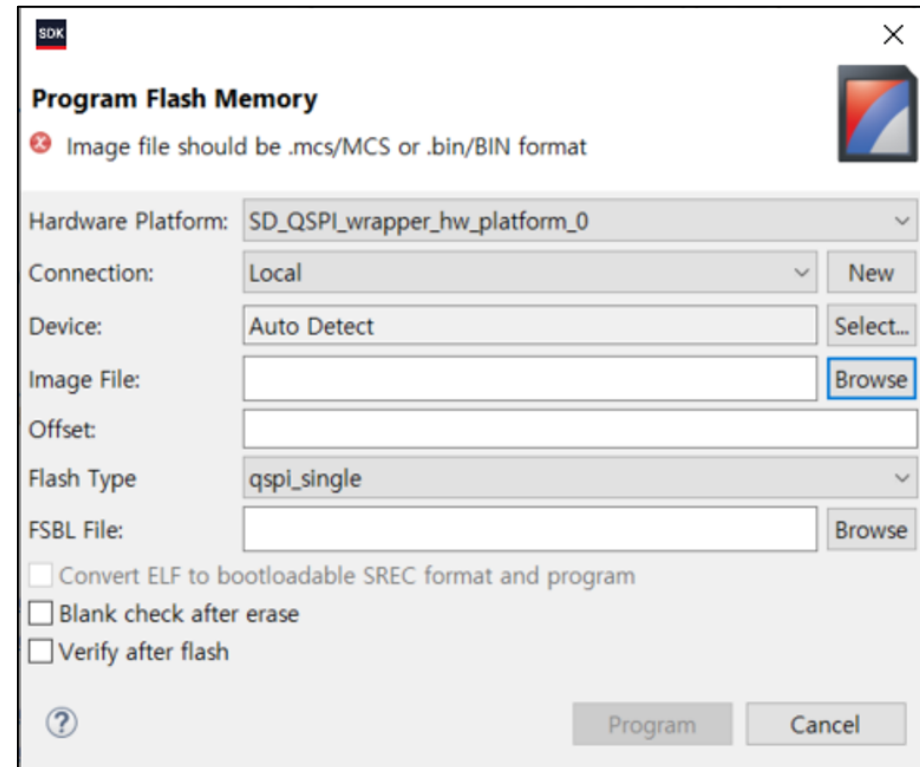 SDK
Program Flash Memory
Image file should be .mcs/MCS or .bin/BIN format
Hardware Platform: SD_QSPI_wrapper_hw_platform_0
Connection: Local New
Device: Auto Detect Select...
Image File: Browse
Offset:
Flash Type qspi_single
FSBL File: Browse
Convert ELF to bootloadable SREC format and program
Blank check after erase
Verify after flash
? Program Cancel